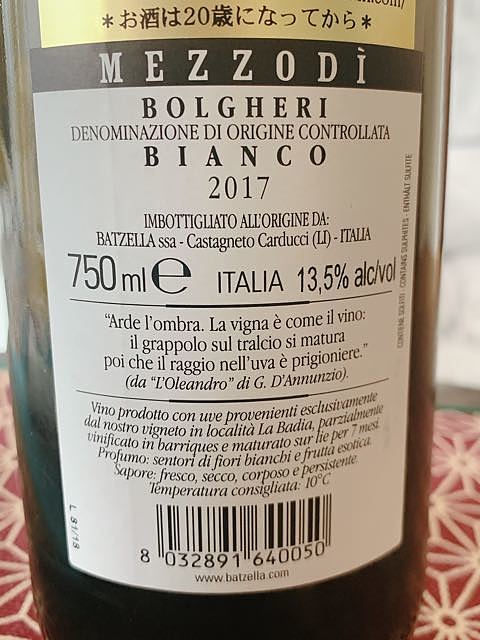 ＊お酒は20歳になってから＊
MEZZODÌ
BOLGHERI
DENOMINAZIONE DI ORIGINE CONTROLLATA
BIANCO
2017
IMBOTTIGLIATO ALL'ORIGINE DA:
BATZELLA ssa - Castagneto Carducci (LI) - ITALIA
750 ml e ITALIA 13,5% alc/vol
CONTIENE SOLFITI - CONTAINS SULPHITES - ENTHÄLT SULFITE
“Arde l'ombra. La vigna è come il vino:
il grappolo sul tralcio si matura
poi che il raggio nell'uva è prigioniere.”
(da “L'Oleandro” di G. D'Annunzio).
Vino prodotto con uve provenienti esclusivamente
dal nostro vigneto in località La Badia, parzialmente
vinificato in barriques e maturato sur lie per 7 mesi.
Profumo: sentori di fiori bianchi e frutta esotica.
Sapore: fresco, secco, corposo e persistente.
Temperatura consigliata: 10°C
L 81/18
8 032891 640050
www.batzella.com